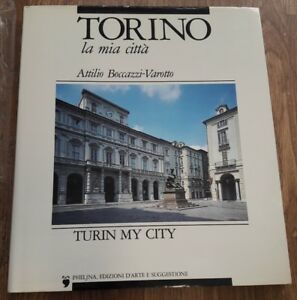 TORINO
la mia città
Attilio Boccazzi-Varotto
TURIN MY CITY
PHELINA, EDIZIONI D'ARTE E SUGGESTIONE